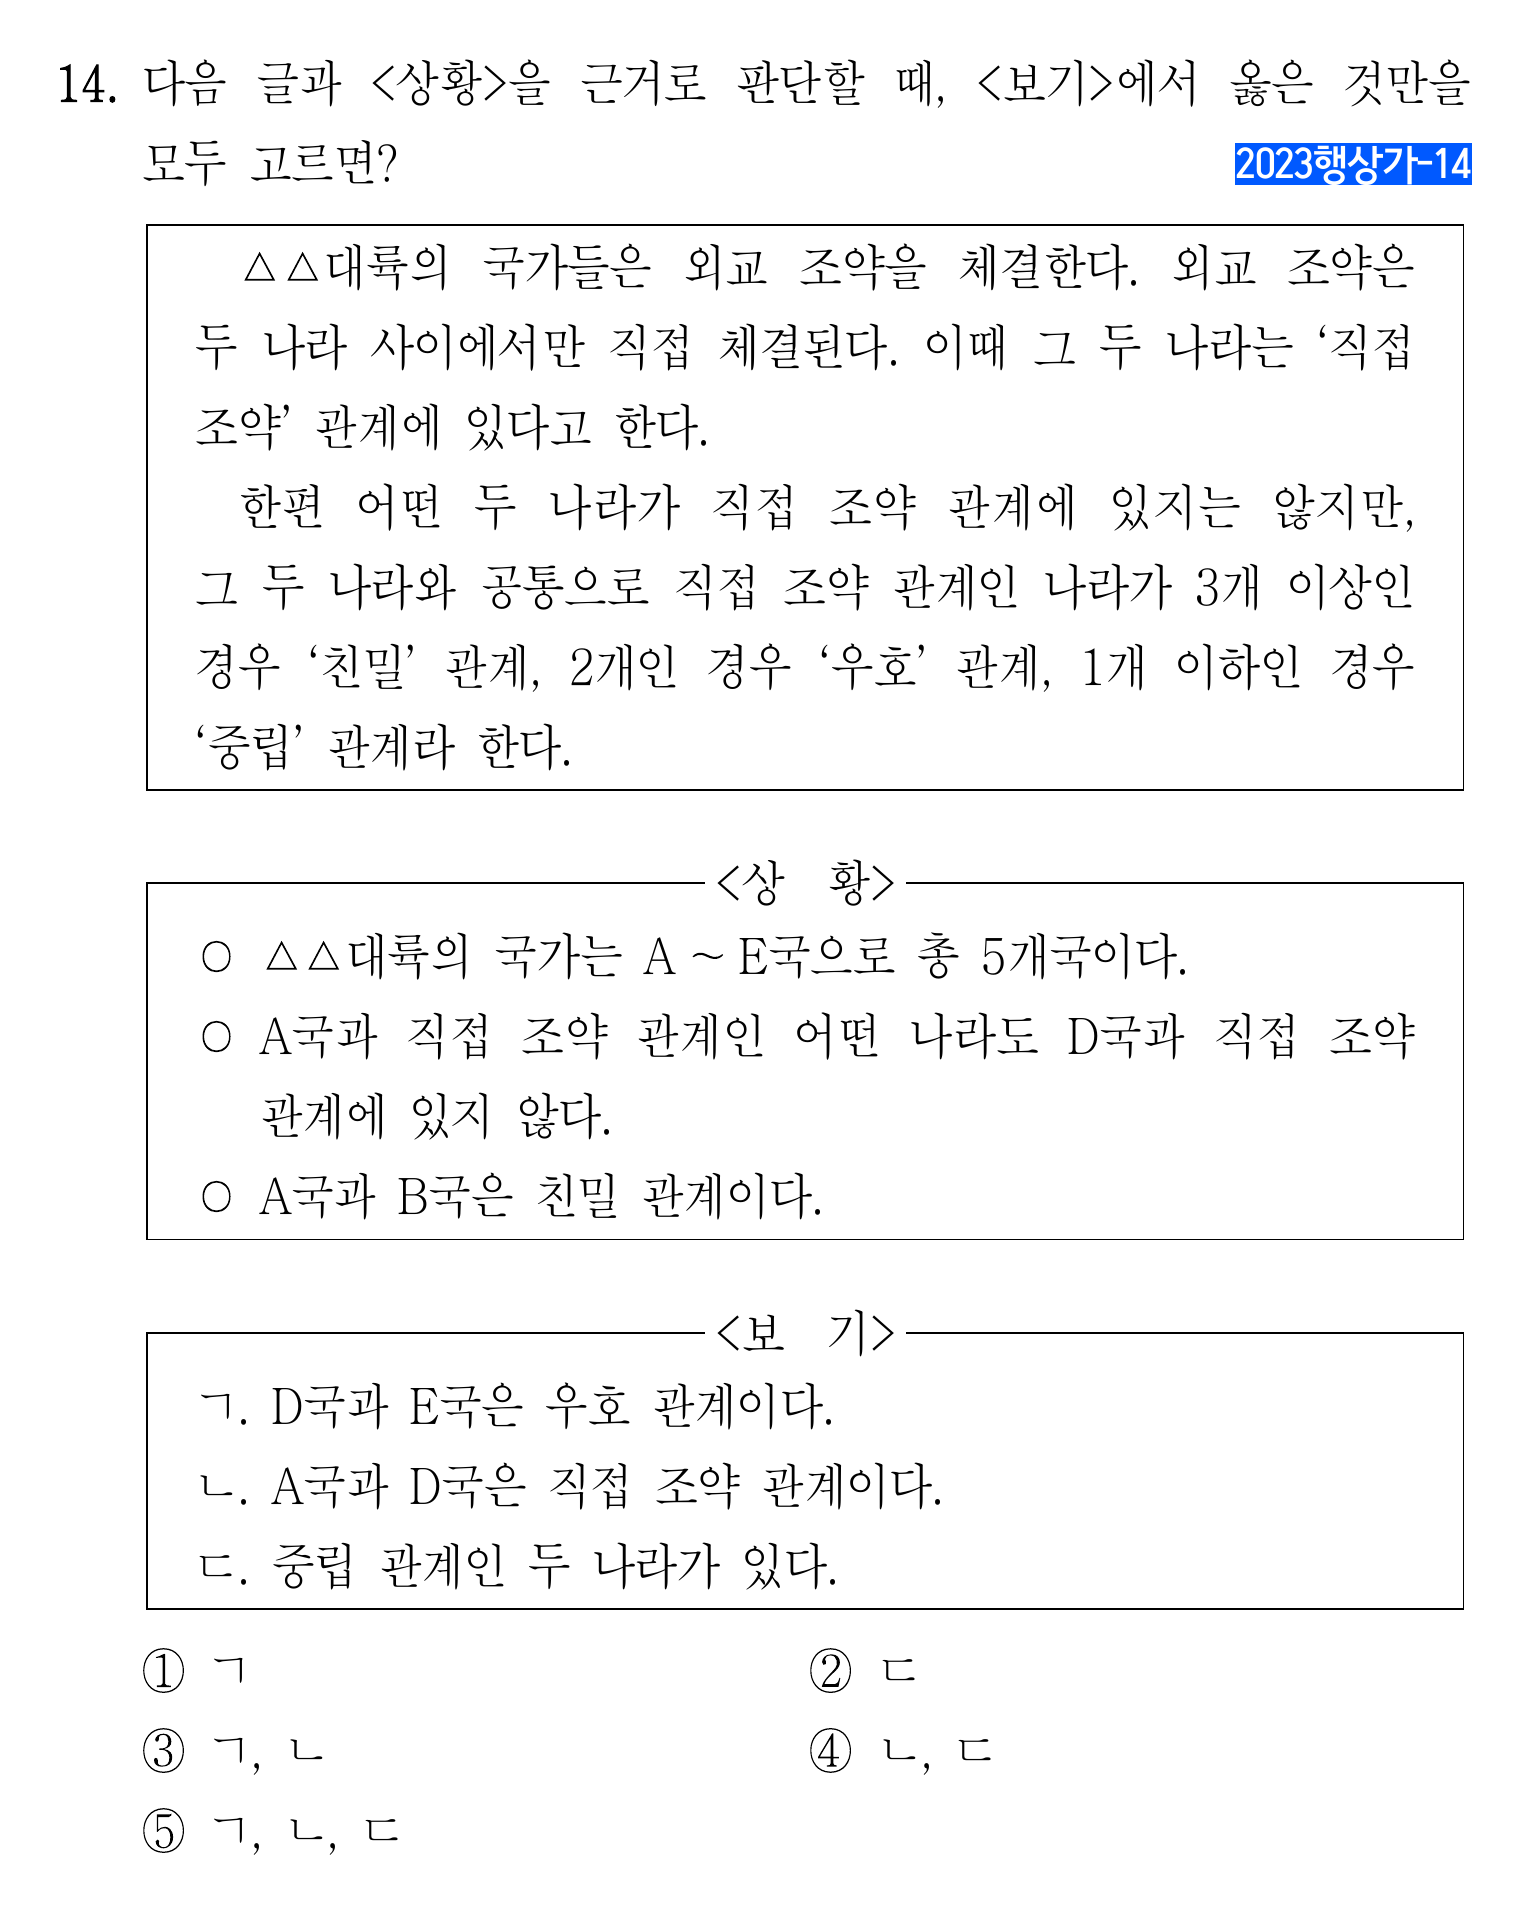 14. 다음 글과 <상황>을 근거로 판단할 때, <보기>에서 옳은 것만을
모두 고르면?
2023행상가-14
△△대륙의 국가들은 외교 조약을 체결한다. 외교 조약은
두 나라 사이에서만 직접 체결된다. 이때 그 두 나라는 ‘직접
조약’ 관계에 있다고 한다.
한편 어떤 두 나라가 직접 조약 관계에 있지는 않지만,
그 두 나라와 공통으로 직접 조약 관계인 나라가 3개 이상인
경우 ‘친밀’ 관계, 2개인 경우 ‘우호’ 관계, 1개 이하인 경우
‘중립’ 관계라 한다.
<상 황>
○ △△대륙의 국가는 A ~ E국으로 총 5개국이다.
○ A국과 직접 조약 관계인 어떤 나라도 D국과 직접 조약
관계에 있지 않다.
○ A국과 B국은 친밀 관계이다.
<보 기>
ㄱ. D국과 E국은 우호 관계이다.
ㄴ. A국과 D국은 직접 조약 관계이다.
ㄷ. 중립 관계인 두 나라가 있다.
① ㄱ
② ㄷ
③ ㄱ, ㄴ
④ ㄴ, ㄷ
⑤ ㄱ, ㄴ, ㄷ